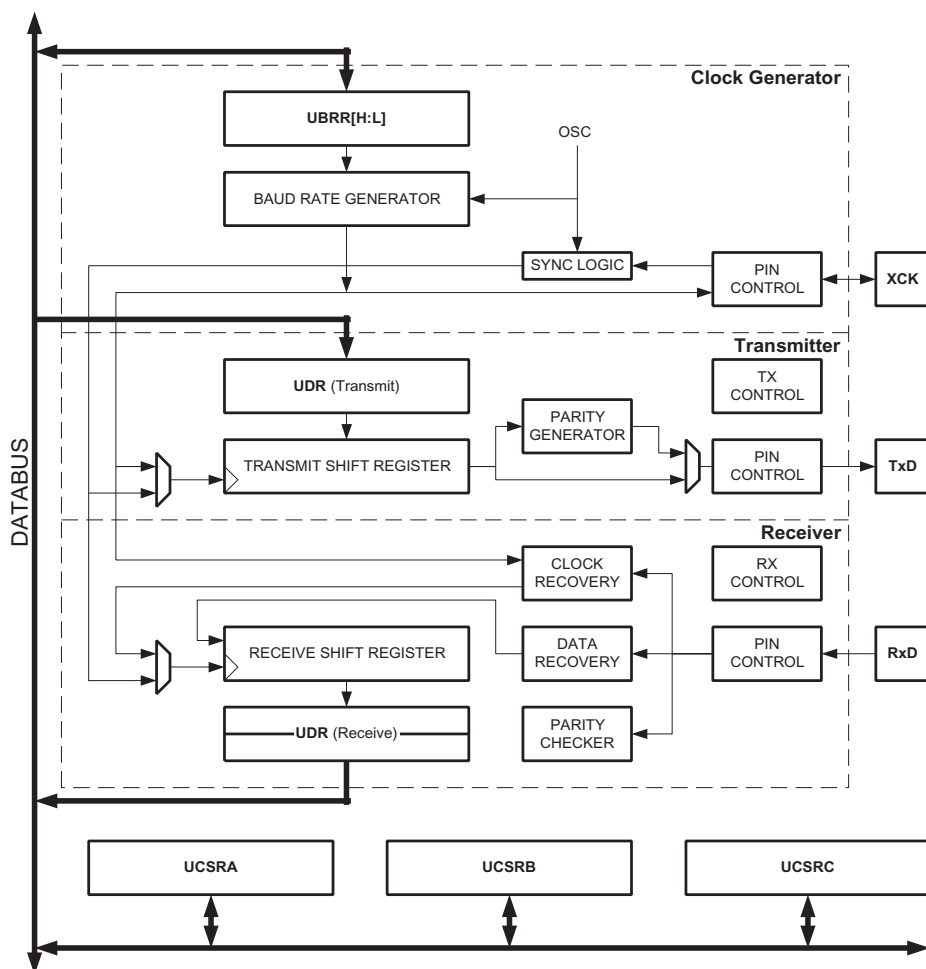 Clock Generator
UBRR[H:L]
OSC
BAUD RATE GENERATOR
SYNC LOGIC
PIN
CONTROL
XCK
Transmitter
UDR (Transmit)
TX
CONTROL
PARITY
GENERATOR
TRANSMIT SHIFT REGISTER
PIN
CONTROL
TxD
DATABUS
Receiver
CLOCK
RECOVERY
RX
CONTROL
RECEIVE SHIFT REGISTER
DATA
RECOVERY
PIN
CONTROL
RxD
UDR (Receive)
PARITY
CHECKER
UCSRA
UCSRB
UCSRC